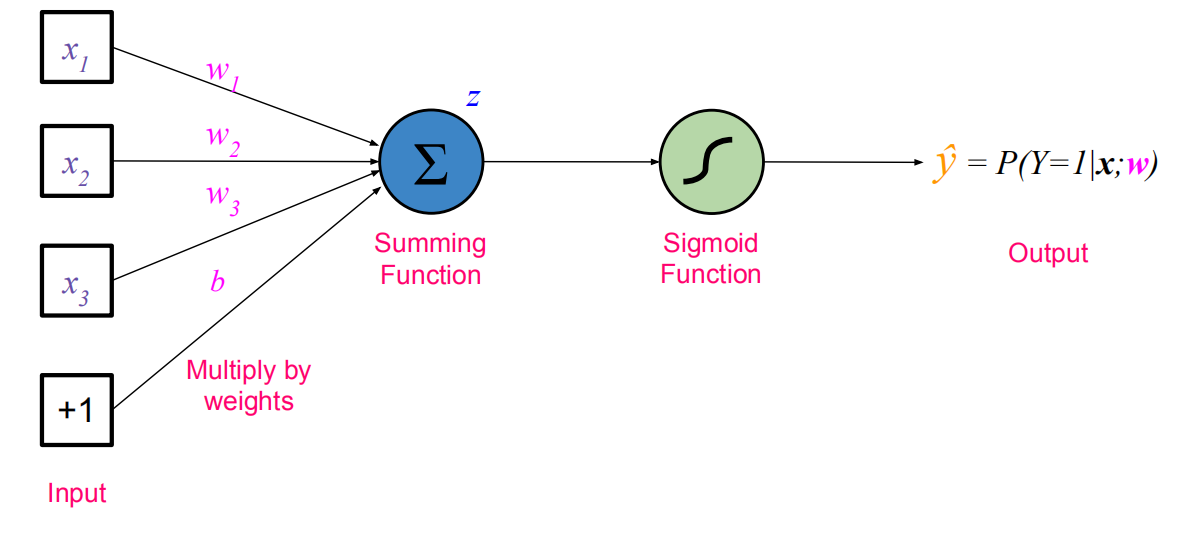 x1
w1
z
w2
x2
Σ
ŷ = P(Y=1|x;w)
w3
Summing
Function
Sigmoid
Function
Output
x3
b
Multiply by
weights
+1
Input